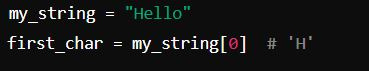 my_string = "Hello"
first_char = my_string[0]  # 'H'